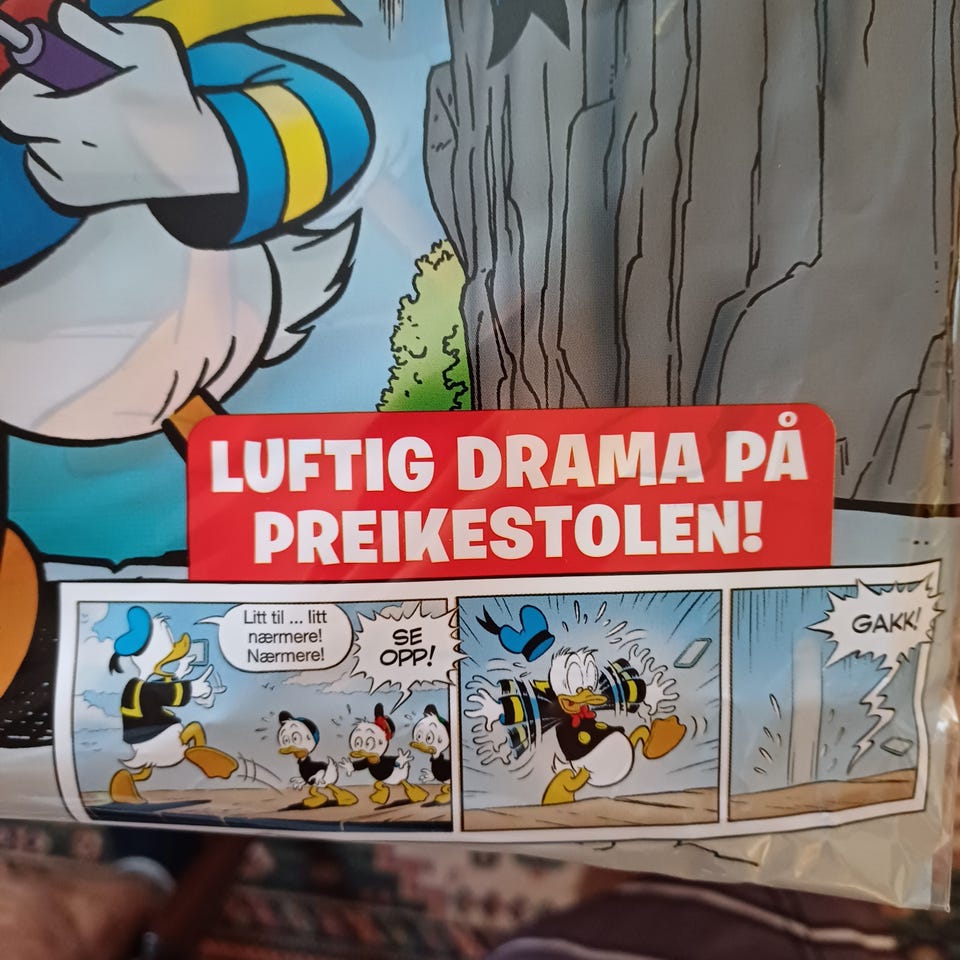 LUFTIG DRAMA PÅ
PREIKESTOLEN!
Litt til ... litt
nærmere!
Nærmere!
SE
OPP!
GAKK!